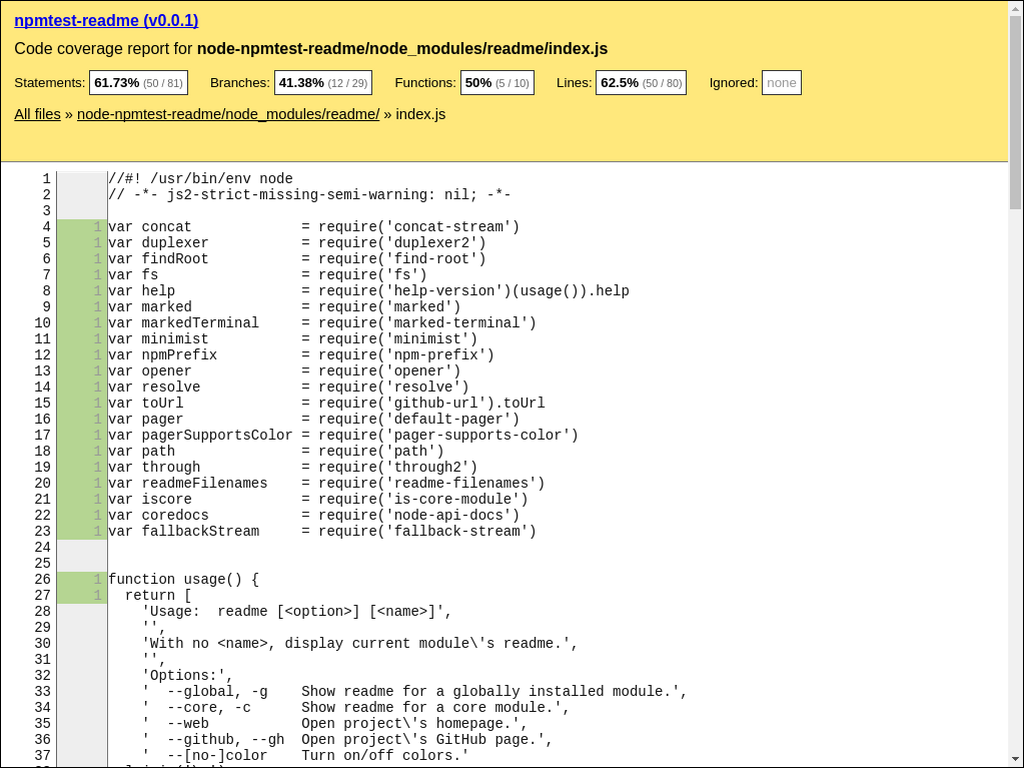 npmtest-readme (v0.0.1)
Code coverage report for node-npmtest-readme/node_modules/readme/index.js
Statements: 61.73% (50 / 81) Branches: 41.38% (12 / 29) Functions: 50% (5 / 10) Lines: 62.5% (50 / 80) Ignored: none
All files » node-npmtest-readme/node_modules/readme/ » index.js
1 //#! /usr/bin/env node
2 // -*- js2-strict-missing-semi-warning: nil; -*-
3
4 1 var concat             = require('concat-stream')
5 1 var duplexer           = require('duplexer2')
6 1 var findRoot           = require('find-root')
7 1 var fs                 = require('fs')
8 1 var help               = require('help-version')(usage()).help
9 1 var marked             = require('marked')
10 1 var markedTerminal     = require('marked-terminal')
11 1 var minimist           = require('minimist')
12 1 var npmPrefix          = require('npm-prefix')
13 1 var opener             = require('opener')
14 1 var resolve            = require('resolve')
15 1 var toUrl              = require('github-url').toUrl
16 1 var pager              = require('default-pager')
17 1 var pagerSupportsColor = require('pager-supports-color')
18 1 var path               = require('path')
19 1 var through            = require('through2')
20 1 var readmeFilenames    = require('readme-filenames')
21 1 var iscore             = require('is-core-module')
22 1 var coredocs           = require('node-api-docs')
23 1 var fallbackStream     = require('fallback-stream')
24
25
26 1 function usage() {
27 1   return [
28     'Usage:  readme [<option>] [<name>]',
29     '',
30     'With no <name>, display current module\'s readme.',
31     '',
32     'Options:',
33     '  --global, -g    Show readme for a globally installed module.',
34     '  --core, -c      Show readme for a core module.',
35     '  --web           Open project\'s homepage.',
36     '  --github, --gh  Open project\'s GitHub page.',
37     '  --[no-]color    Turn on/off colors.'